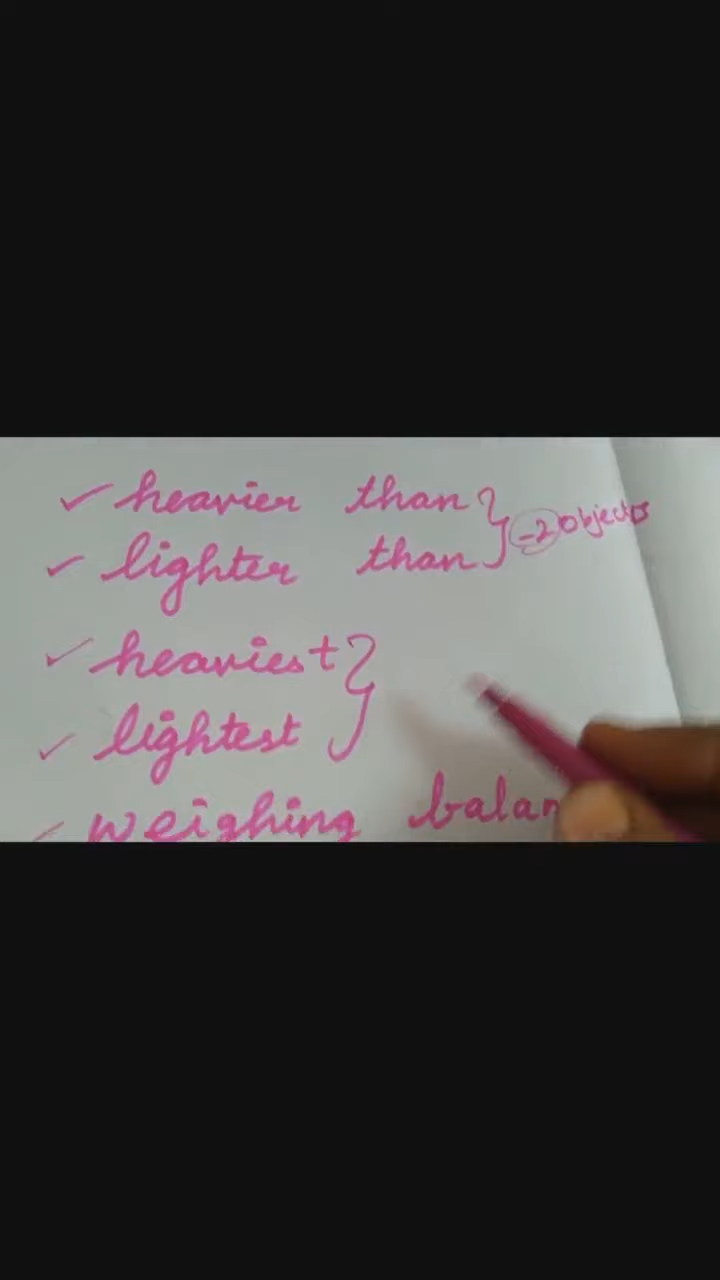 ✓ heavier than } -2 Objects
✓ lighter than
✓ heaviest }
✓ lightest
✓ weighing